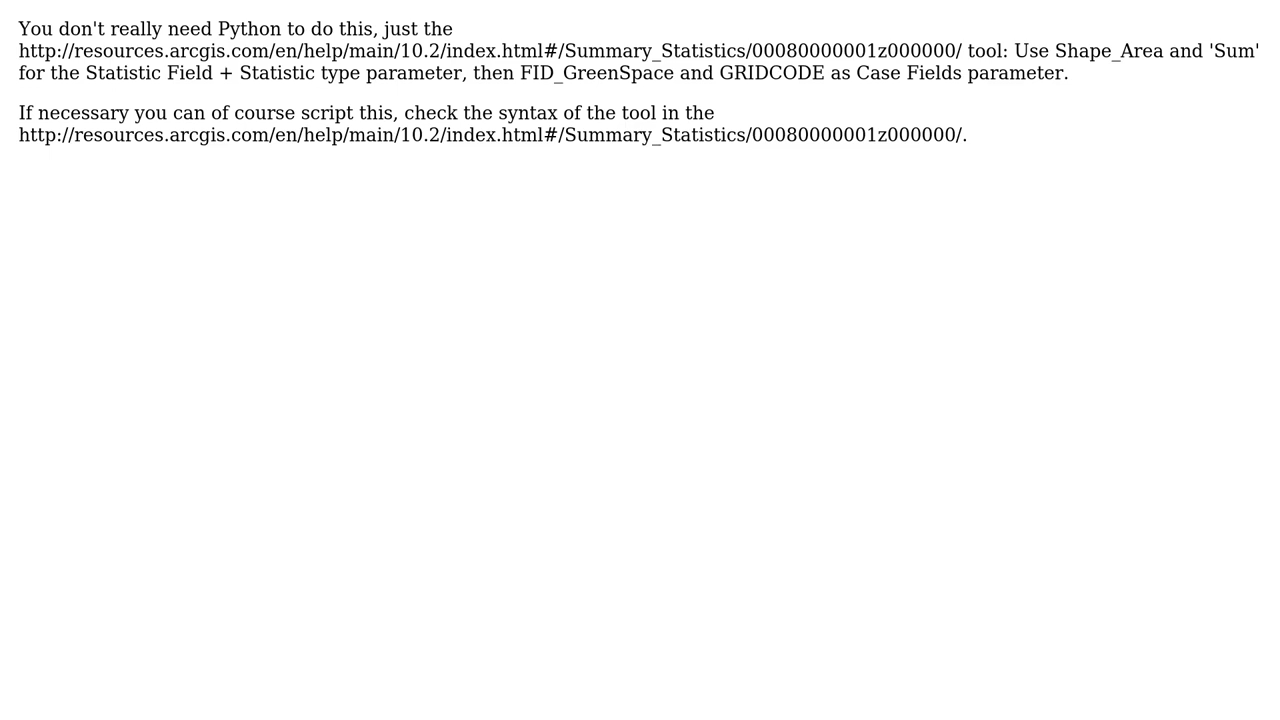 You don't really need Python to do this, just the
http://resources.arcgis.com/en/help/main/10.2/index.html#/Summary_Statistics/00080000001z000000/ tool: Use Shape_Area and 'Sum'
for the Statistic Field + Statistic type parameter, then FID_GreenSpace and GRIDCODE as Case Fields parameter.
If necessary you can of course script this, check the syntax of the tool in the
http://resources.arcgis.com/en/help/main/10.2/index.html#/Summary_Statistics/00080000001z000000/.